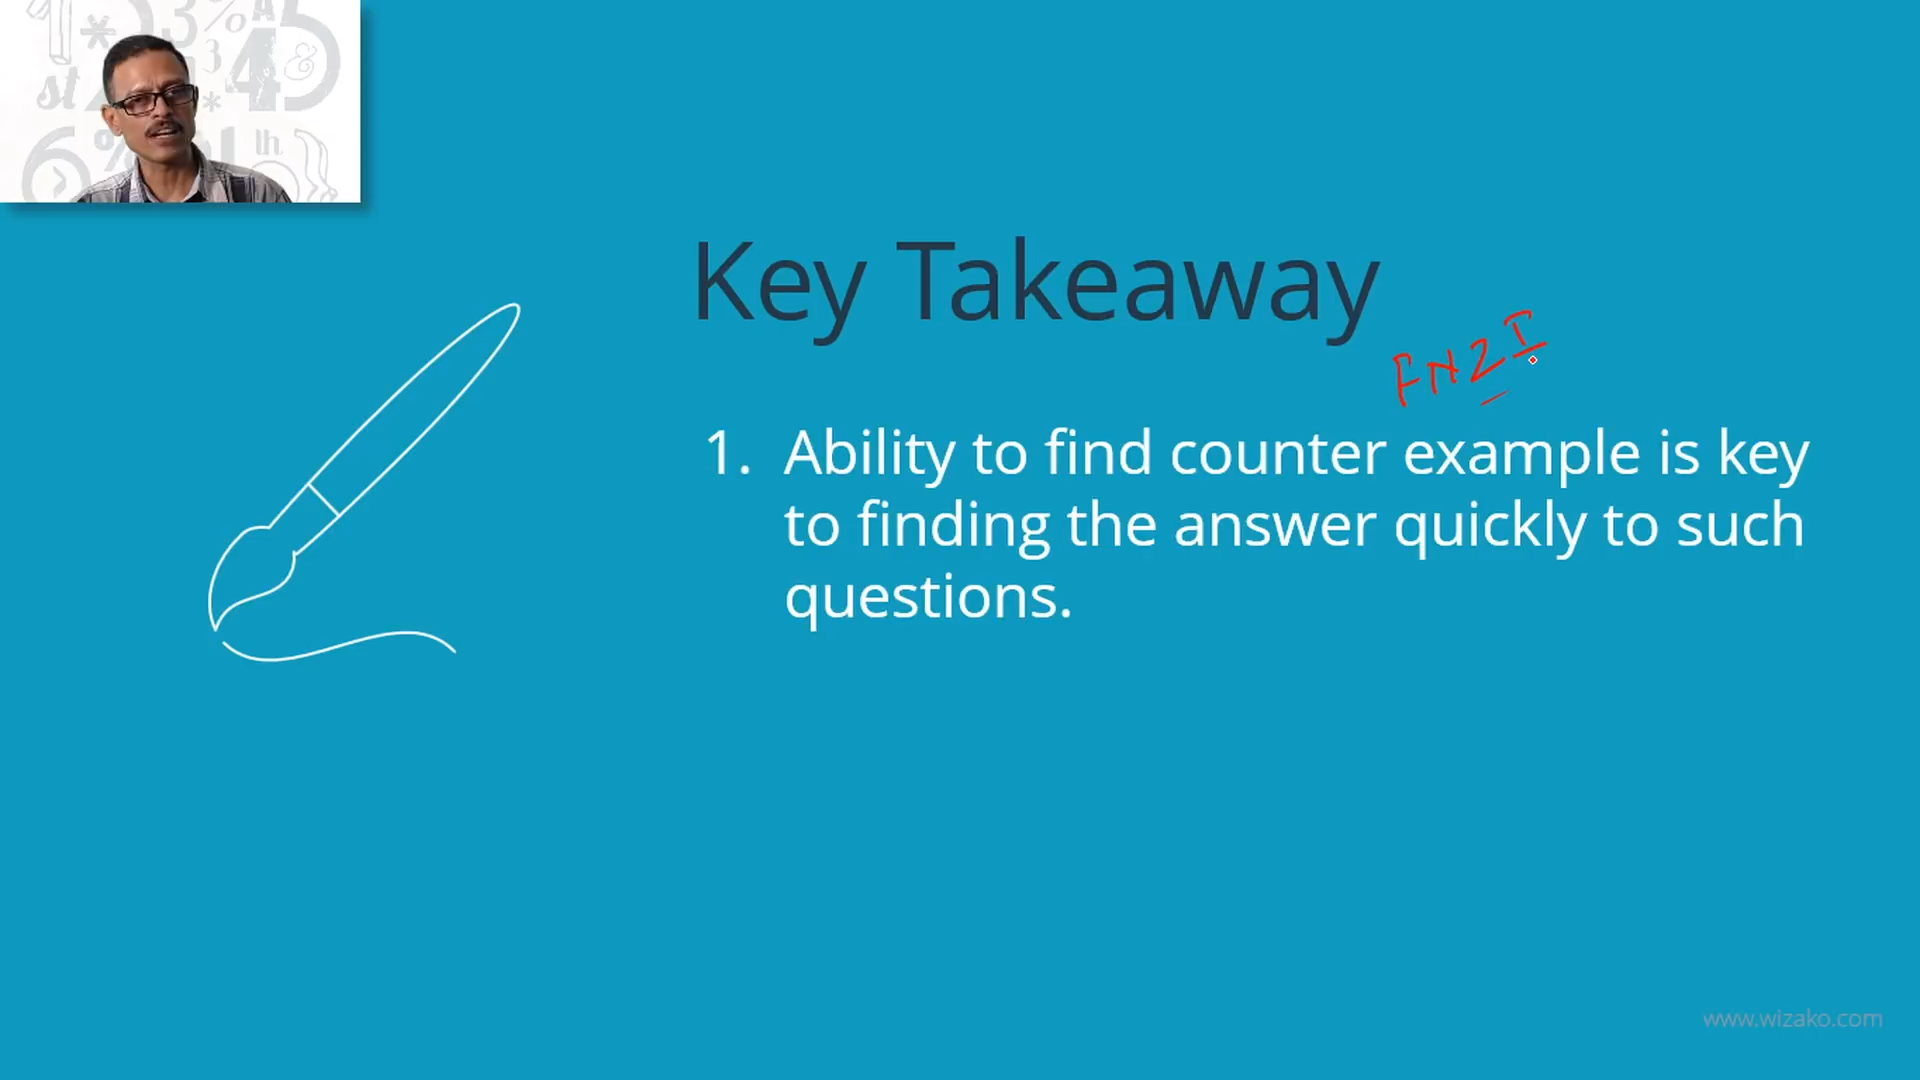 Key Takeaway
FNZI
1. Ability to find counter example is key
to finding the answer quickly to such
questions.
www.wizako.com